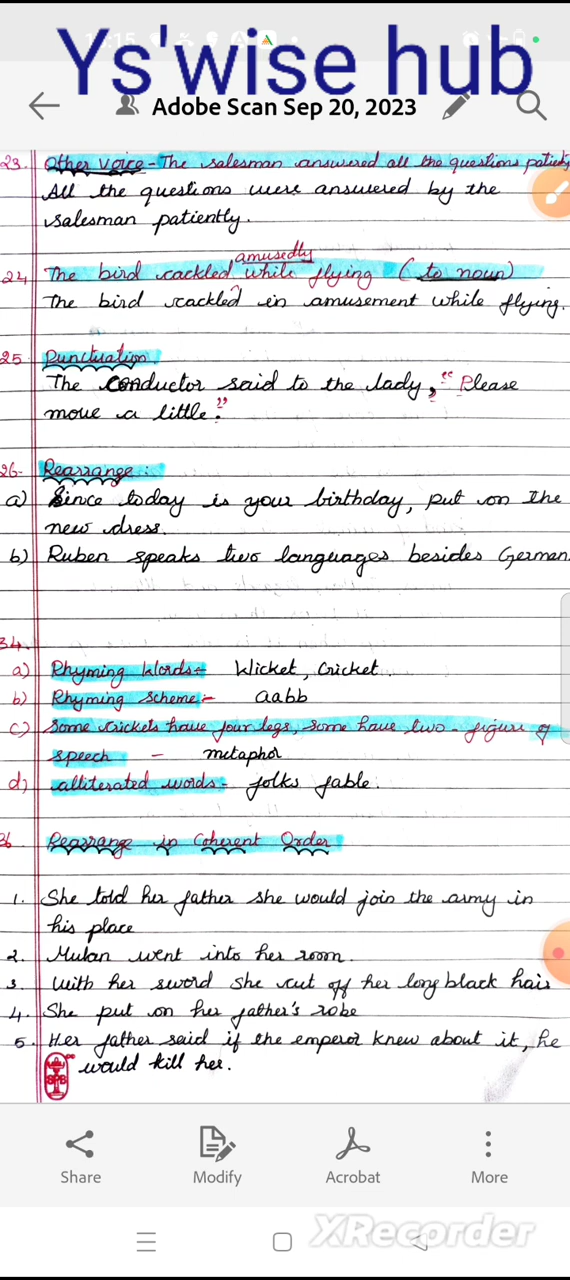 Ys'wise hub
Adobe Scan Sep 20, 2023
23. Other Voice - The salesman answered all the questions patiently
All the questions were answered by the
salesman patiently.
amusedly
24 The bird cackled while flying (to noun)
The bird cackled in amusement while flying.
25 Punctuation.
The Conductor said to the lady, "Please
move a little."
26. Rearrange:
a) Since today is your birthday, put on the
new dress.
b) Ruben speaks two languages besides German.
34.
a) Rhyming Words:- Wicket, Cricket.
b) Rhyming Scheme:- aabb
c) Some crickets have four legs, some have two - figure of
speech - metaphor
d) alliterated words- folks fable.
36 Rearrange in Coherent Order
1. She told her father she would join the army in
his place
2. Mulan went into her room.
3. With her sword she cut off her long black hair
4. She put on her father's robe
5. Her father said if the emperor knew about it, he
would kill her.
Share Modify Acrobat More
XRecorder